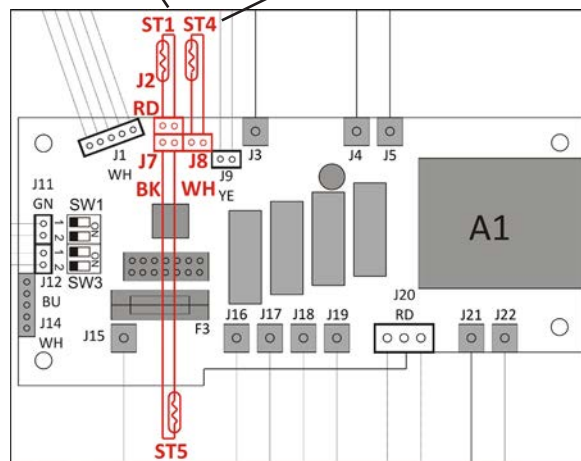 ST1 ST4
J2
RD
J1
WH
J7 J8
BK WH
J9
YE
J3
J4
J5
J11
GN
SW1
1
2
ON
1
2
ON
J12
SW3
BU
J14
WH
J15
F3
J16
J17
J18
J19
J20
RD
J21
J22
A1
ST5